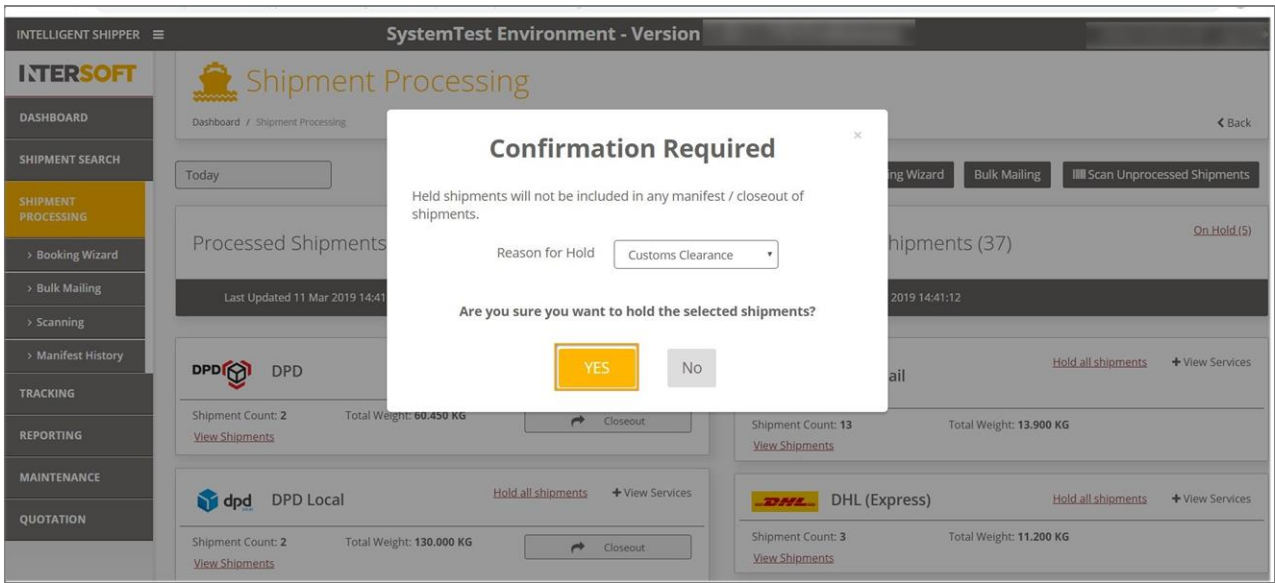 INTELLIGENT SHIPPER
SystemTest Environment - Version
INTERSOFT
Shipment Processing
Dashboard / Shipment Processing
Back
DASHBOARD
SHIPMENT SEARCH
SHIPMENT PROCESSING
> Booking Wizard
> Bulk Mailing
> Scanning
> Manifest History
TRACKING
REPORTING
MAINTENANCE
QUOTATION
Today
Wizard
Bulk Mailing
Scan Unprocessed Shipments
Processed Shipments
(37)
On Hold (5)
Last Updated 11 Mar 2019 14:41
2019 14:41:12
Confirmation Required
×
Held shipments will not be included in any manifest / closeout of
shipments.
Reason for Hold
Customs Clearance
Are you sure you want to hold the selected shipments?
YES
No
DPD
DPD
Shipment Count: 2
Total Weight: 60.450 KG
Closeout
View Shipments
Hold all shipments
+ View Services
Shipment Count: 13
Total Weight: 13.900 KG
View Shipments
dpd
DPD Local
Hold all shipments
+ View Services
Shipment Count: 2
Total Weight: 130.000 KG
Closeout
View Shipments
DHL
DHL (Express)
Hold all shipments
+ View Services
Shipment Count: 3
Total Weight: 11.200 KG
View Shipments